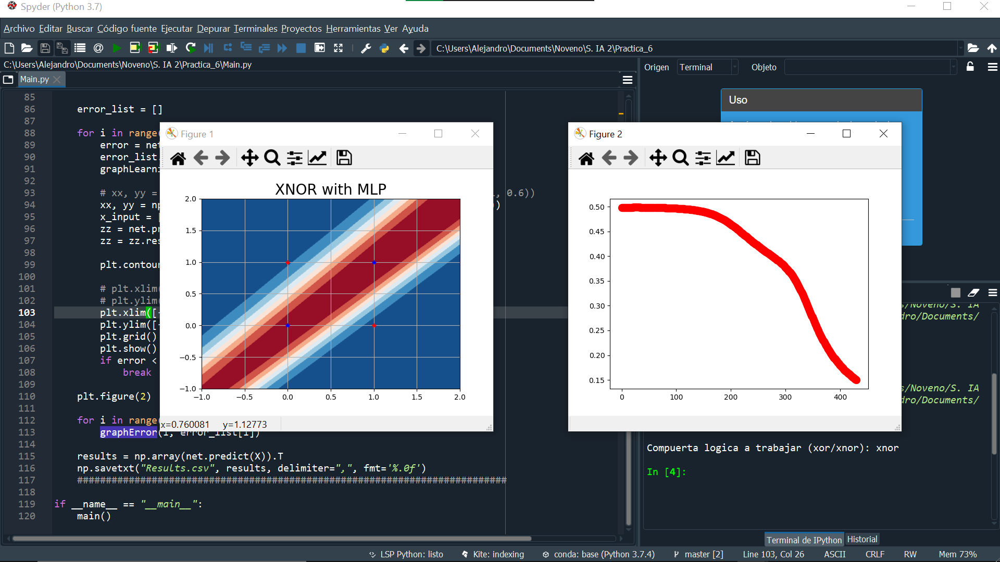 Spyder (Python 3.7)
Archivo Editar Buscar Código fuente Ejecutar Depurar Terminales Proyectos Herramientas Ver Ayuda
C:\Users\Alejandro\Documents\Noveno\S. IA 2\Practica_6
C:\Users\Alejandro\Documents\Noveno\S. IA 2\Practica_6\Main.py
Main.py
85
86 error_list = []
87
88 for i in range(
89 error = net
90 error_list.
91 graphLearni
92
93 # xx, yy = , 0.6))
94 xx, yy = np ))
95 x_input = [
96 zz = net.pr
97 zz = zz.res
98
99 plt.contour
100
101 # plt.xlim(
102 # plt.ylim(
103 plt.xlim([-
104 plt.ylim([-
105 plt.grid()
106 plt.show()
107 if error <
108 break
109
110 plt.figure(2)
111
112 for i in range(
113 graphError(i, error_list[i])
114
115 results = np.array(net.predict(X)).T
116 np.savetxt("Results.csv", results, delimiter=",", fmt='%.0f')
117 ###########################################################################
118
119 if __name__ == "__main__":
120 main()
Figure 1
XNOR with MLP
2.0
1.5
1.0
0.5
0.0
−0.5
−1.0
−1.0 −0.5 0.0 0.5 1.0 1.5 2.0
x=0.760081 y=1.12773
Figure 2
0.50
0.45
0.40
0.35
0.30
0.25
0.20
0.15
0 100 200 300 400
Origen Terminal Objeto
Uso
s/Noveno/S. IA
dro/Documents/
s/Noveno/S. IA
dro/Documents/
Compuerta logica a trabajar (xor/xnor): xnor
In [4]:
Terminal de IPython Historial
LSP Python: listo Kite: indexing conda: base (Python 3.7.4) master [2] Line 103, Col 26 ASCII CRLF RW Mem 73%